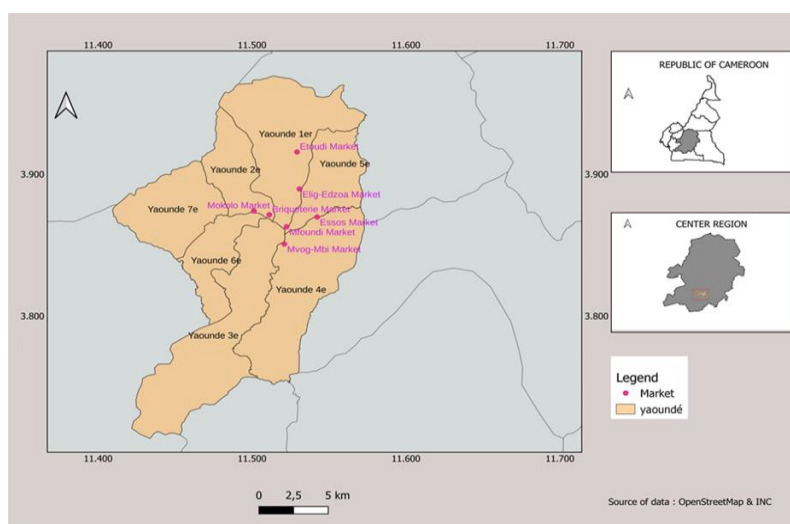 11.400 11.500 11.600 11.700
REPUBLIC OF CAMEROON
Yaounde 1er
Etoudi Market
Yaounde 5e
Yaounde 2e
3.900
3.900
Elig-Edzoa Market
Mokolo Market
Briqueterie Market
Yaounde 7e
Essos Market
CENTER REGION
Mfoundi Market
Mvog-Mbi Market
Yaounde 6e
Yaounde 4e
3.800
3.800
Yaounde 3e
Legend
Market
yaoundé
11.400 11.500 11.600 11.700
0 2,5 5 km
Source of data : OpenStreetMap & INC